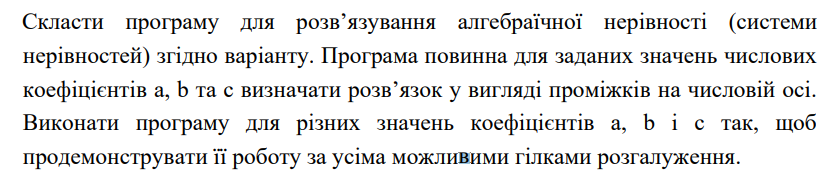 Скласти програму для розв’язування алгебраїчної нерівності (системи
нерівностей) згідно варіанту. Програма повинна для заданих значень числових
коефіцієнтів a, b та c визначати розв’язок у вигляді проміжків на числовій осі.
Виконати програму для різних значень коефіцієнтів a, b і c так, щоб
продемонструвати її роботу за усіма можливими гілками розгалуження.